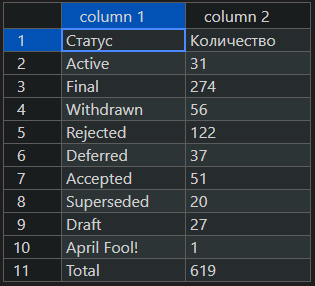 column 1 column 2
1 Статус Количество
2 Active 31
3 Final 274
4 Withdrawn 56
5 Rejected 122
6 Deferred 37
7 Accepted 51
8 Superseded 20
9 Draft 27
10 April Fool! 1
11 Total 619